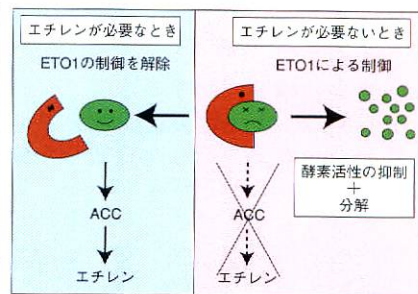 エチレンが必要なとき
ETO1の制御を解除
ACC
エチレン
エチレンが必要ないとき
ETO1による制御
酵素活性の抑制
+
分解
ACC
エチレン